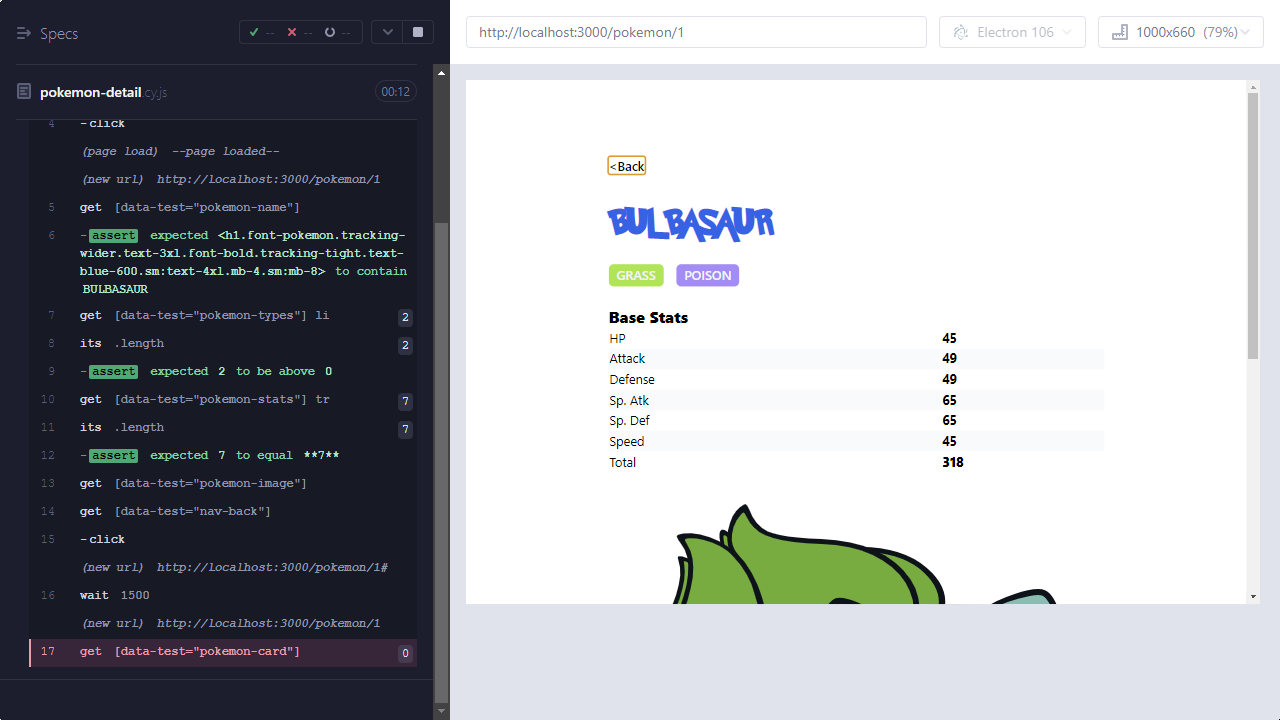 Specs
--
--
--
http://localhost:3000/pokemon/1
Electron 106
1000x660 (79%)
pokemon-detail.cy.js
00:12
4 -click
(page load) --page loaded--
(new url) http://localhost:3000/pokemon/1
5 get [data-test="pokemon-name"]
6 -assert expected <h1.font-pokemon.tracking-
wider.text-3xl.font-bold.tracking-tight.text-
blue-600.sm:text-4xl.mb-4.sm:mb-8> to contain
BULBASAUR
7 get [data-test="pokemon-types"] li 2
8 its .length 2
9 -assert expected 2 to be above 0
10 get [data-test="pokemon-stats"] tr 7
11 its .length 7
12 -assert expected 7 to equal **7**
13 get [data-test="pokemon-image"]
14 get [data-test="nav-back"]
15 -click
(new url) http://localhost:3000/pokemon/1#
16 wait 1500
(new url) http://localhost:3000/pokemon/1
17 get [data-test="pokemon-card"] 0
<Back
BULBASAUR
GRASS POISON
Base Stats
HP 45
Attack 49
Defense 49
Sp. Atk 65
Sp. Def 65
Speed 45
Total 318